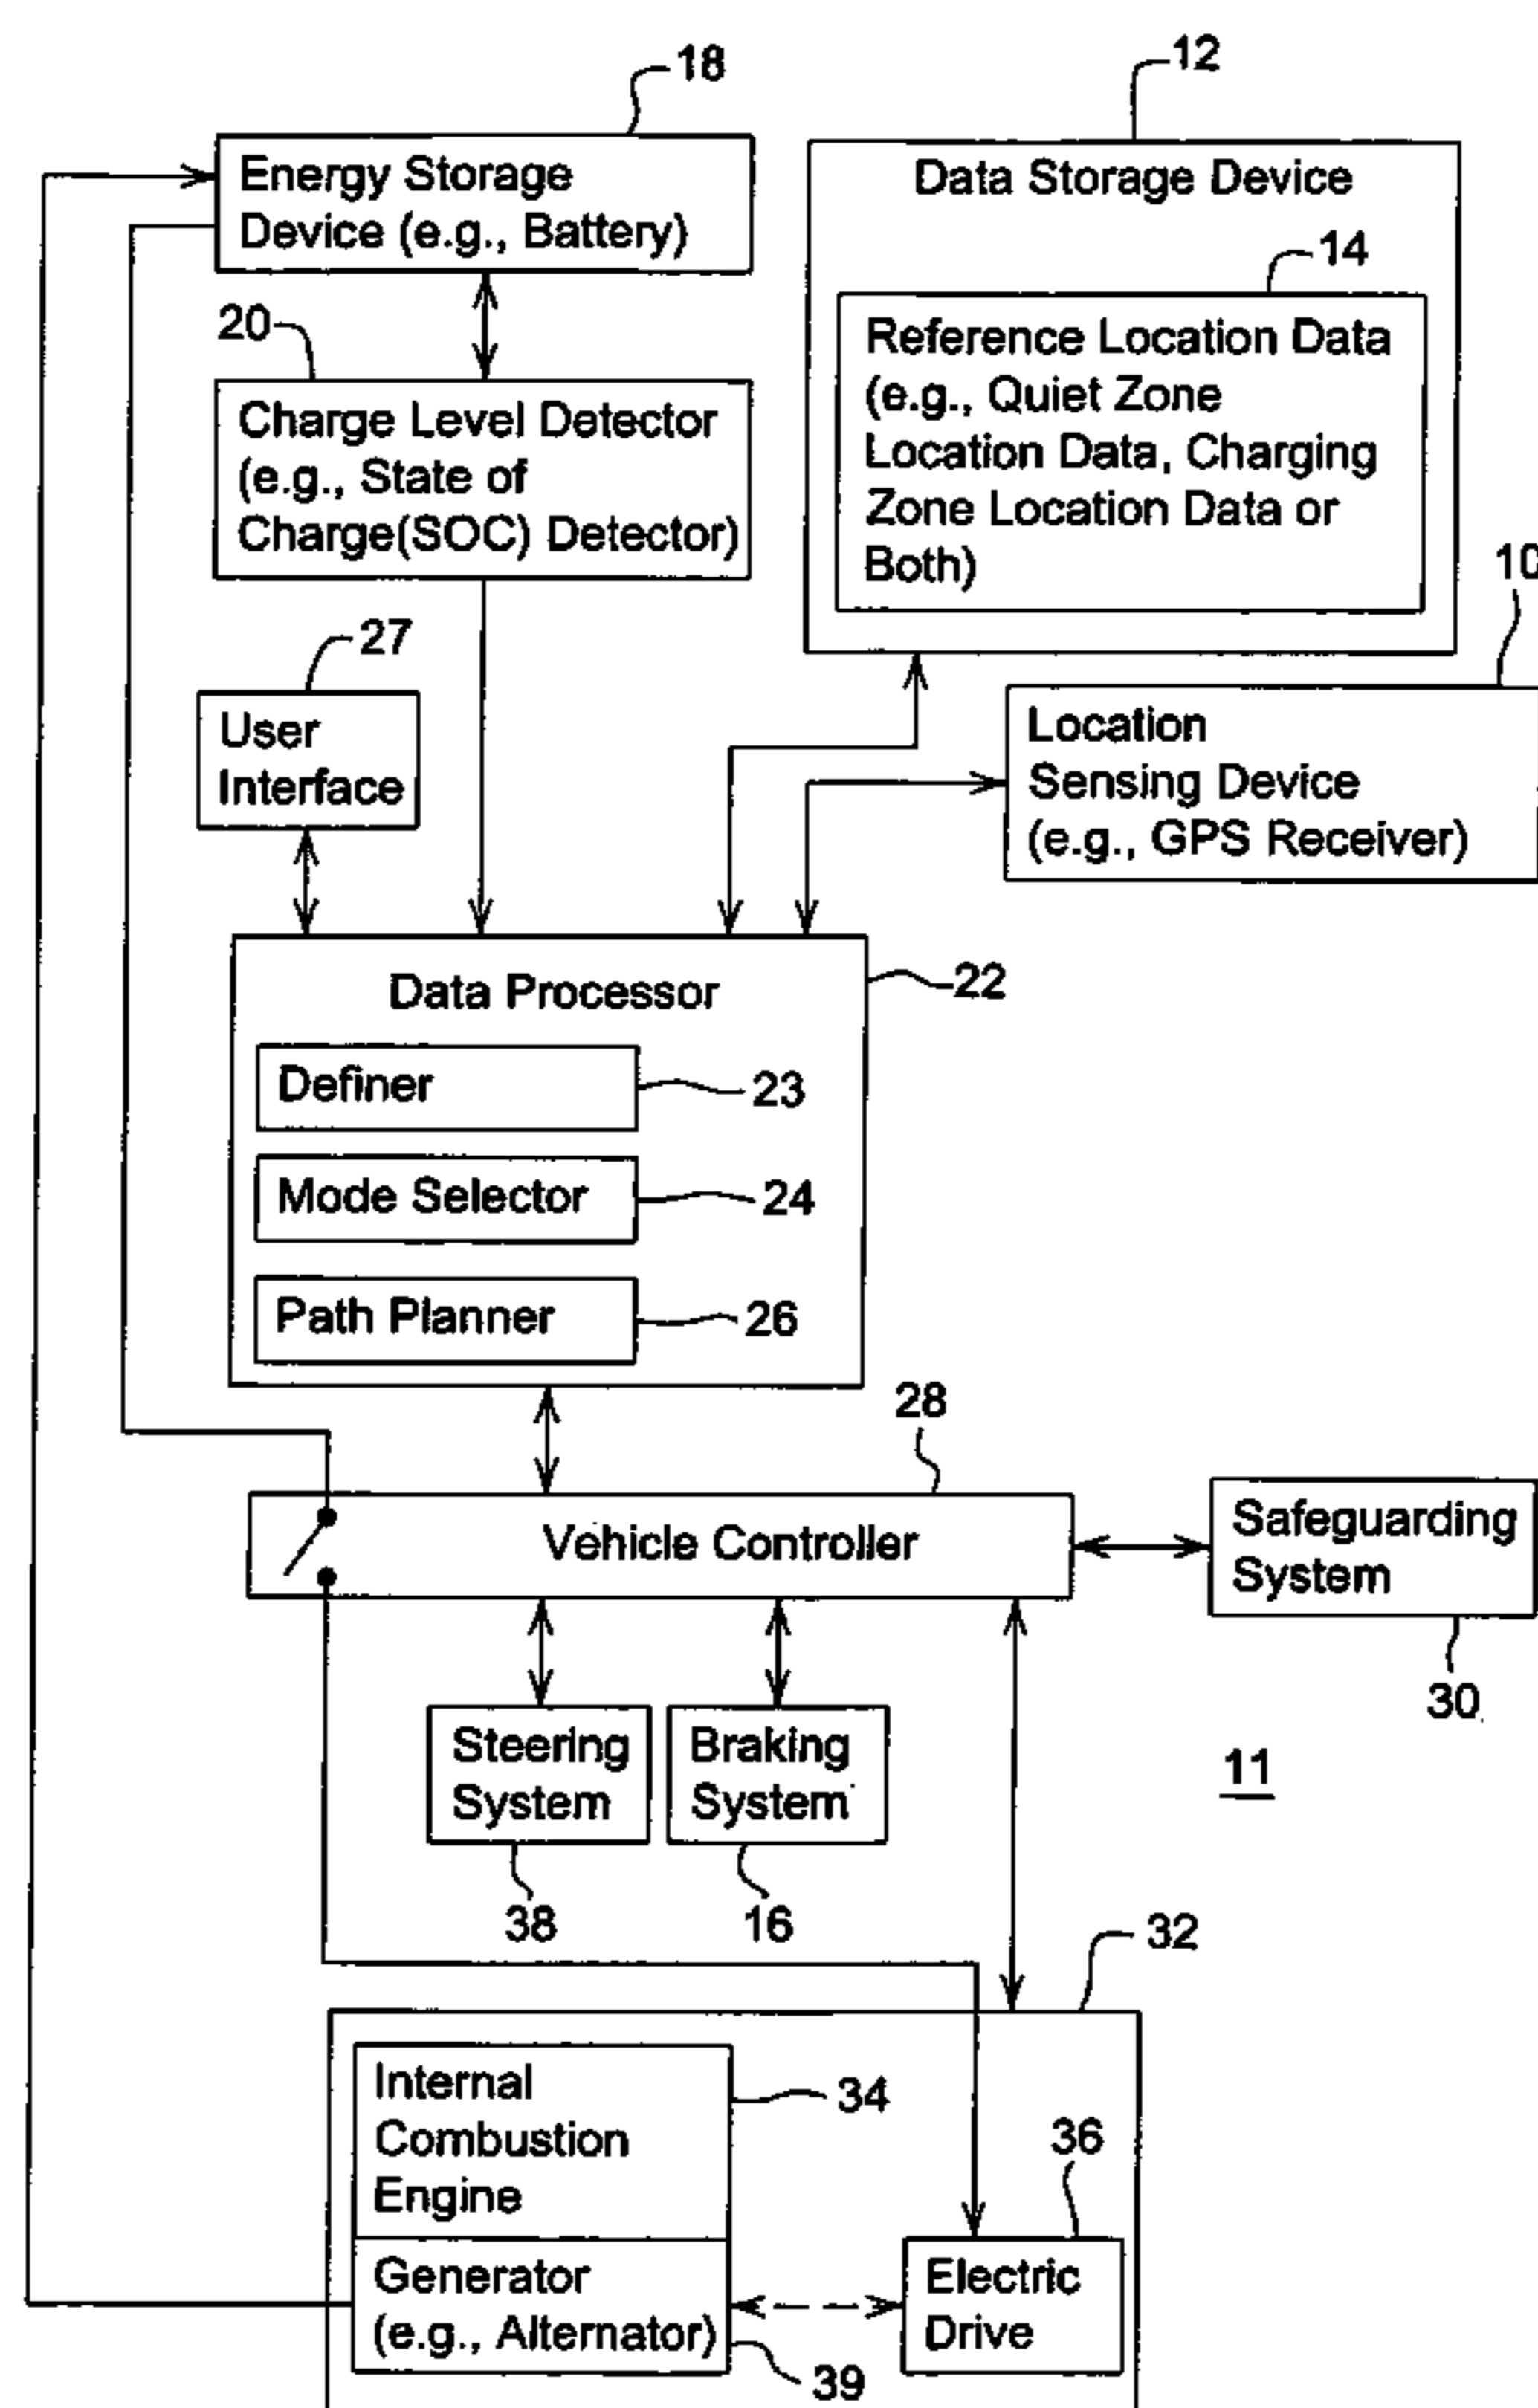 18
12
Energy Storage
Device (e.g., Battery)
Data Storage Device
14
20
Reference Location Data
(e.g., Quiet Zone
Location Data, Charging
Zone Location Data or
Both)
Charge Level Detector
(e.g., State of
Charge(SOC) Detector)
10
27
User
Interface
Location
Sensing Device
(e.g., GPS Receiver)
Data Processor
22
Definer
23
Mode Selector
24
Path Planner
26
28
Vehicle Controller
Safeguarding
System
30
Steering
System
Braking
System
11
38
16
32
Internal
Combustion
Engine
34
36
Generator
(e.g., Alternator)
Electric
Drive
39